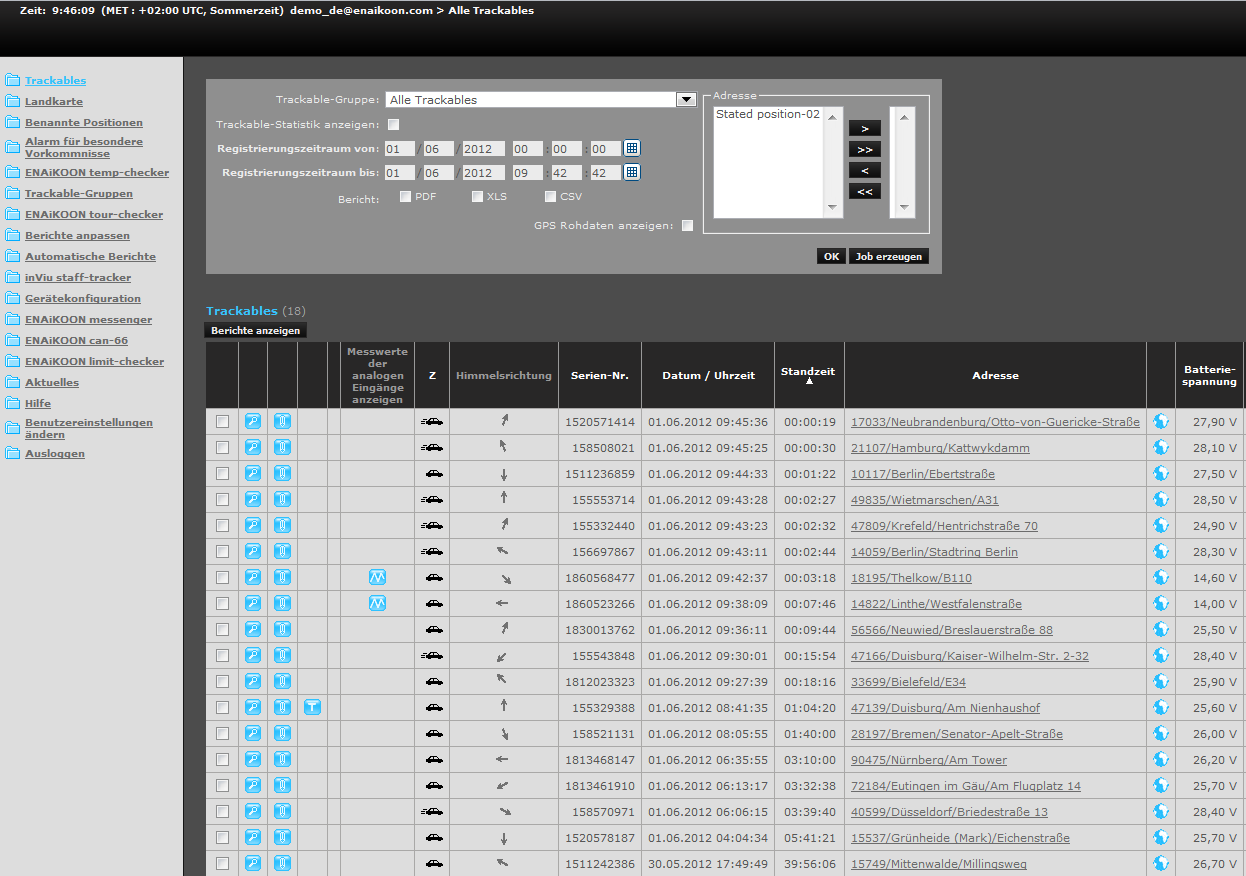 Zeit: 9:46:09 (MET : +02:00 UTC, Sommerzeit) demo_de@enaikoon.com > Alle Trackables
Trackables
Landkarte
Benannte Positionen
Alarm für besondere
Vorkommnisse
ENAiKOON temp-checker
Trackable-Gruppen
ENAiKOON tour-checker
Berichte anpassen
Automatische Berichte
inViu staff-tracker
Gerätekonfiguration
ENAiKOON messenger
ENAiKOON can-66
ENAiKOON limit-checker
Aktuelles
Hilfe
Benutzereinstellungen
ändern
Ausloggen
Trackable-Gruppe: Alle Trackables
Trackable-Statistik anzeigen:
Registrierungszeitraum von: 01 / 06 / 2012 00 : 00 : 00
Registrierungszeitraum bis: 01 / 06 / 2012 09 : 42 : 42
Bericht: PDF XLS CSV
GPS Rohdaten anzeigen:
Adresse
Stated position-02
>
>>
<
<<
OK Job erzeugen
Trackables (18)
Berichte anzeigen
Messwerte
der
analogen
Eingänge
anzeigen
Z Himmelsrichtung Serien-Nr. Datum / Uhrzeit Standzeit Adresse
Batterie-
spannung
1520571414 01.06.2012 09:45:36 00:00:19 17033/Neubrandenburg/Otto-von-Guericke-Straße 27,90 V
158508021 01.06.2012 09:45:25 00:00:30 21107/Hamburg/Kattwykdamm 28,10 V
1511236859 01.06.2012 09:44:33 00:01:22 10117/Berlin/Ebertstraße 27,50 V
155553714 01.06.2012 09:43:28 00:02:27 49835/Wietmarschen/A31 28,50 V
155332440 01.06.2012 09:43:23 00:02:32 47809/Krefeld/Hentrichstraße 70 24,90 V
156697867 01.06.2012 09:43:11 00:02:44 14059/Berlin/Stadtring Berlin 28,30 V
1860568477 01.06.2012 09:42:37 00:03:18 18195/Thelkow/B110 14,60 V
1860523266 01.06.2012 09:38:09 00:07:46 14822/Linthe/Westfalenstraße 14,00 V
1830013762 01.06.2012 09:36:11 00:09:44 56566/Neuwied/Breslauerstraße 88 25,50 V
155543848 01.06.2012 09:30:01 00:15:54 47166/Duisburg/Kaiser-Wilhelm-Str. 2-32 28,40 V
1812023323 01.06.2012 09:27:39 00:18:16 33699/Bielefeld/E34 25,90 V
T 155329388 01.06.2012 08:41:35 01:04:20 47139/Duisburg/Am Nienhaushof 25,60 V
158521131 01.06.2012 08:05:55 01:40:00 28197/Bremen/Senator-Apelt-Straße 26,00 V
1813468147 01.06.2012 06:35:55 03:10:00 90475/Nürnberg/Am Tower 26,20 V
1813461910 01.06.2012 06:13:17 03:32:38 72184/Eutingen im Gäu/Am Flugplatz 14 25,70 V
158570971 01.06.2012 06:06:15 03:39:40 40599/Düsseldorf/Briedestraße 13 28,40 V
1520578187 01.06.2012 04:04:34 05:41:21 15537/Grünheide (Mark)/Eichenstraße 25,70 V
1511242386 30.05.2012 17:49:49 39:56:06 15749/Mittenwalde/Millingsweg 26,70 V